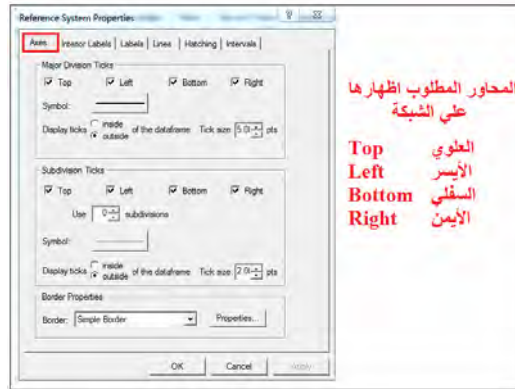 Reference System Properties
Axes Interior Labels Labels Lines Hatching Intervals
Major Division Ticks
Top Left Bottom Right
Symbol:
Display ticks inside outside of the dataframe Tick size 5.0 pts
Subdivision Ticks
Top Left Bottom Right
Use 0 subdivisions
Symbol:
Display ticks inside outside of the dataframe Tick size 2.0 pts
Border Properties
Border: Simple Border Properties...
OK Cancel Apply
المحاور المطلوب اظهارها
علي الشبكة
Top العلوي
Left الأيسر
Bottom السفلي
Right الأيمن